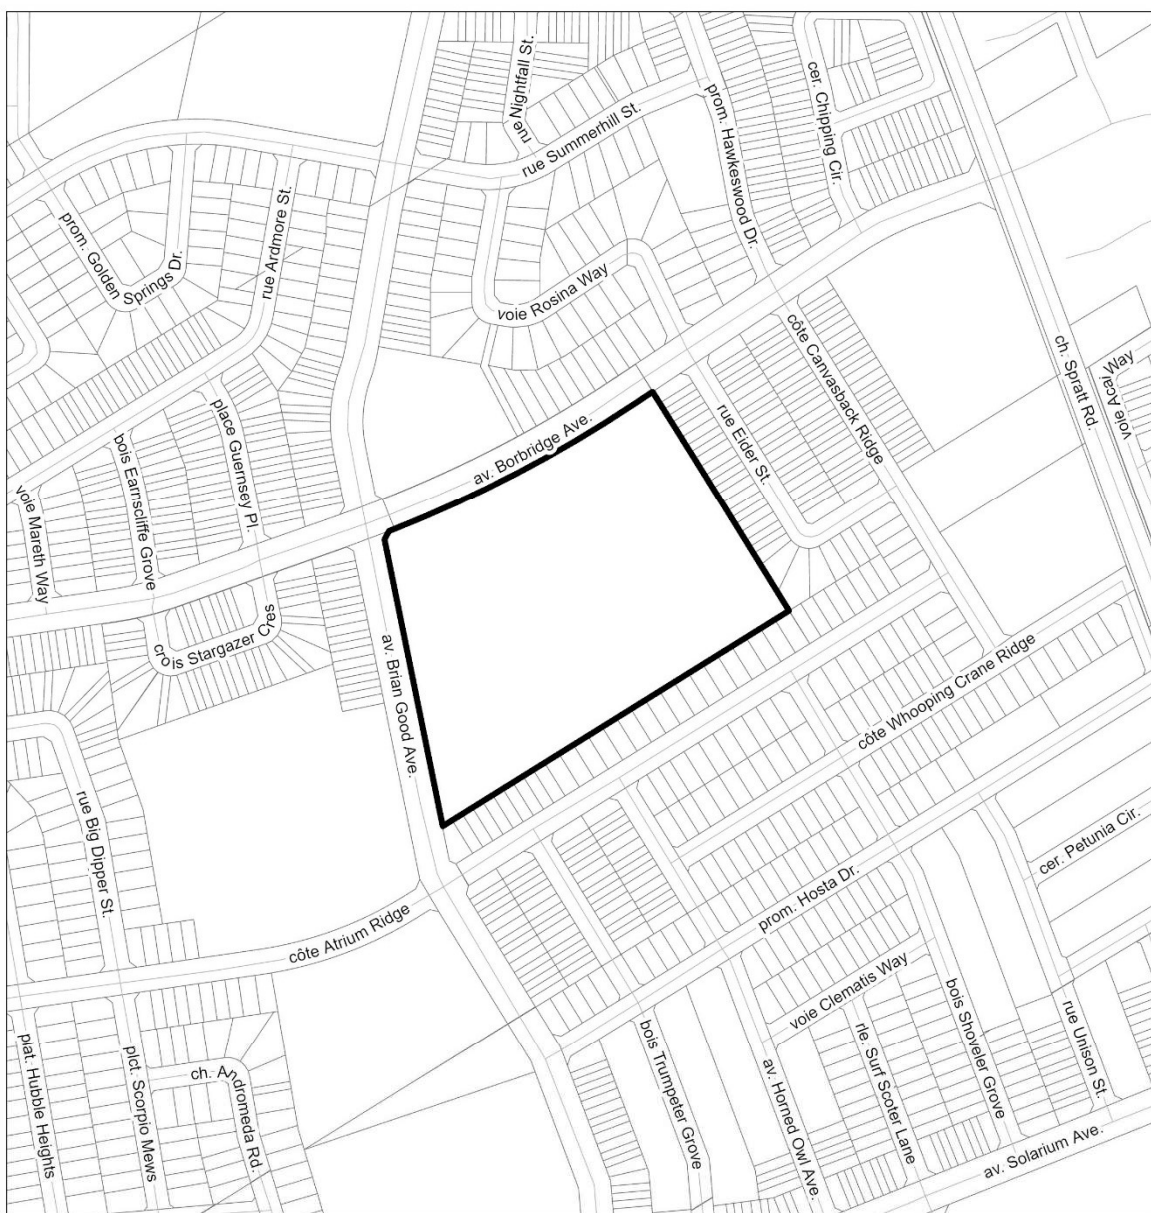 rue Nightfall St.
rue Summerhill St.
prom. Hawkeswood Dr.
cer. Chipping Cir.
prom. Golden Springs Dr.
rue Ardmore St.
voie Rosina Way
côte Canvasback Ridge
ch. Spratt Rd.
voie Acai Way
place Guernsey Pl.
bois Earnscliffe Grove
voie Mareth Way
av. Borbridge Ave.
rue Eider St.
crois Stargazer Cres
av. Brian Good Ave.
côte Whooping Crane Ridge
rue Big Dipper St.
cer. Petunia Cir.
prom. Hosta Dr.
côte Atrium Ridge
voie Clematis Way
bois Shoveler Grove
rue Unison St.
plat. Hubble Heights
plct. Scorpio Mews
ch. Andromeda Rd.
bois Trumpeter Grove
av. Horned Owl Ave.
rle. Surf Scoter Lane
av. Solarium Ave.